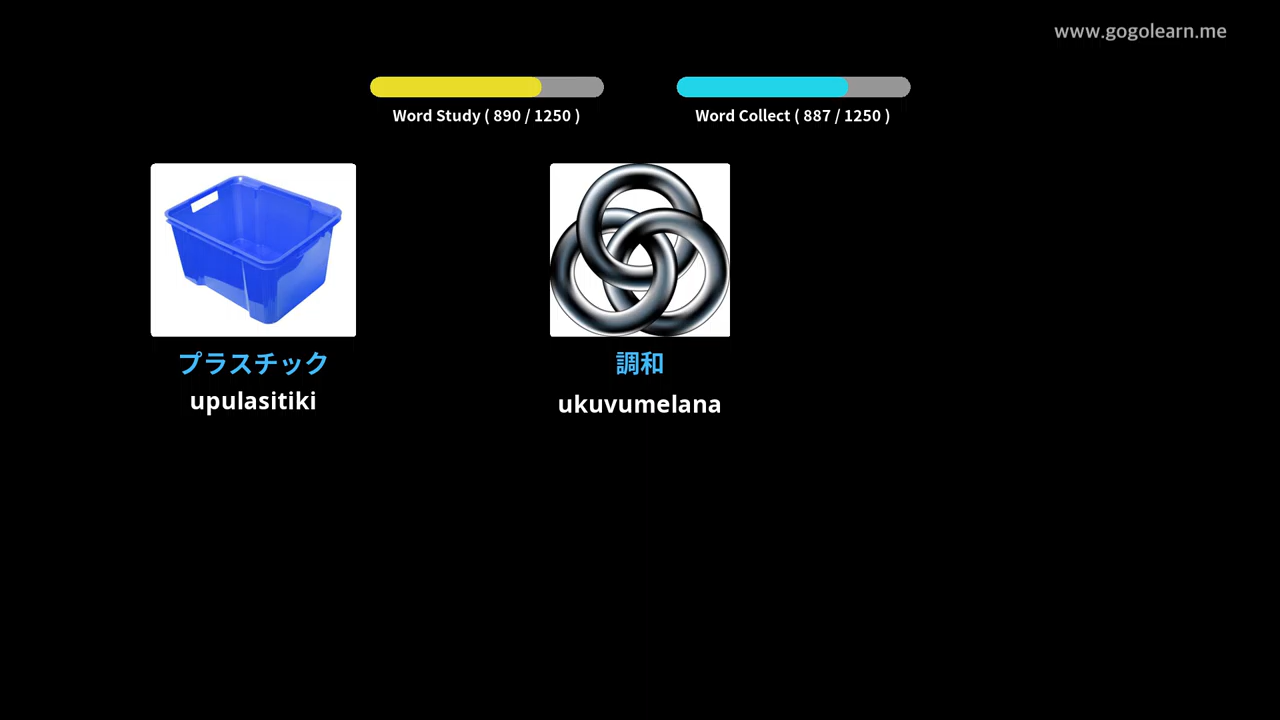 www.gogolearn.me
Word Study ( 890 / 1250 )
Word Collect ( 887 / 1250 )
プラスチック
upulasitiki
調和
ukuvumelana